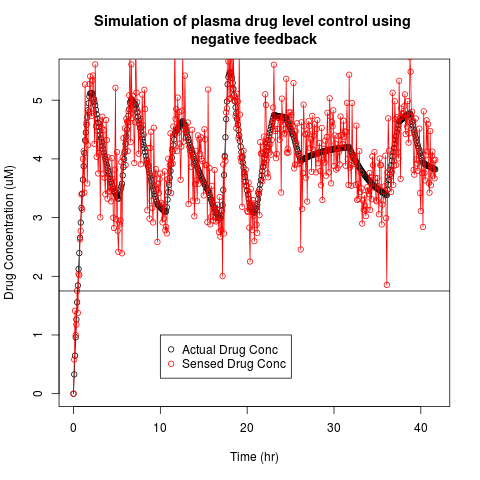 Simulation of plasma drug level control using
negative feedback
Drug Concentration (uM)
5
4
3
2
1
0
Actual Drug Conc
Sensed Drug Conc
0 10 20 30 40
Time (hr)